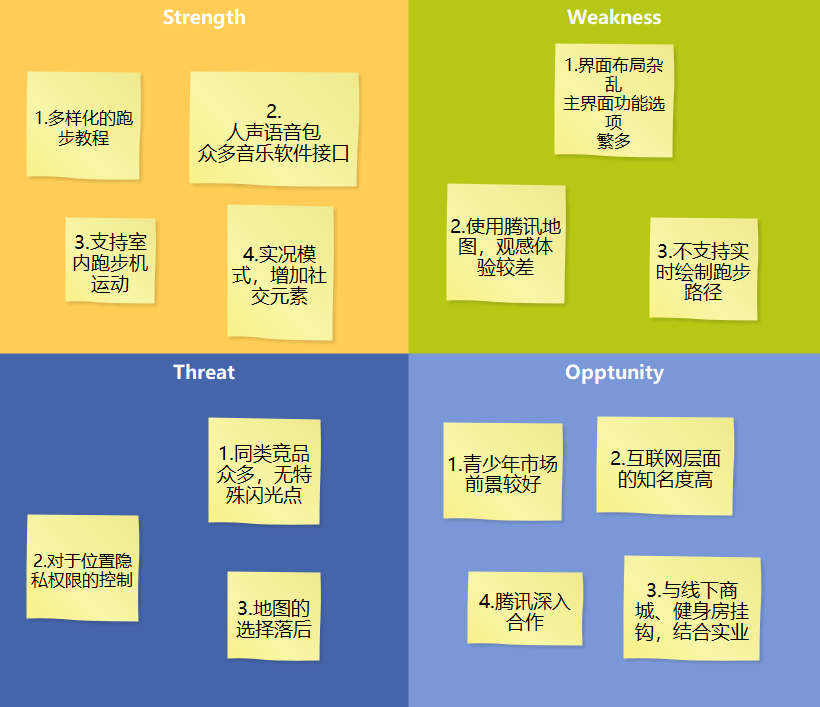 Strength
1.多样化的跑
步教程
2.
人声语音包
众多音乐软件接口
3.支持室
内跑步机
运动
4.实况模
式，增加社
交元素
Weakness
1.界面布局杂
乱
主界面功能选
项
繁多
2.使用腾讯地
图，观感体
验较差
3.不支持实
时绘制跑步
路径
Threat
1.同类竞品
众多，无特
殊闪光点
2.对于位置隐
私权限的控制
3.地图的
选择落后
Opptunity
1.青少年市场
前景较好
2.互联网层面
的知名度高
3.与线下商
城、健身房挂
钩，结合实业
4.腾讯深入
合作